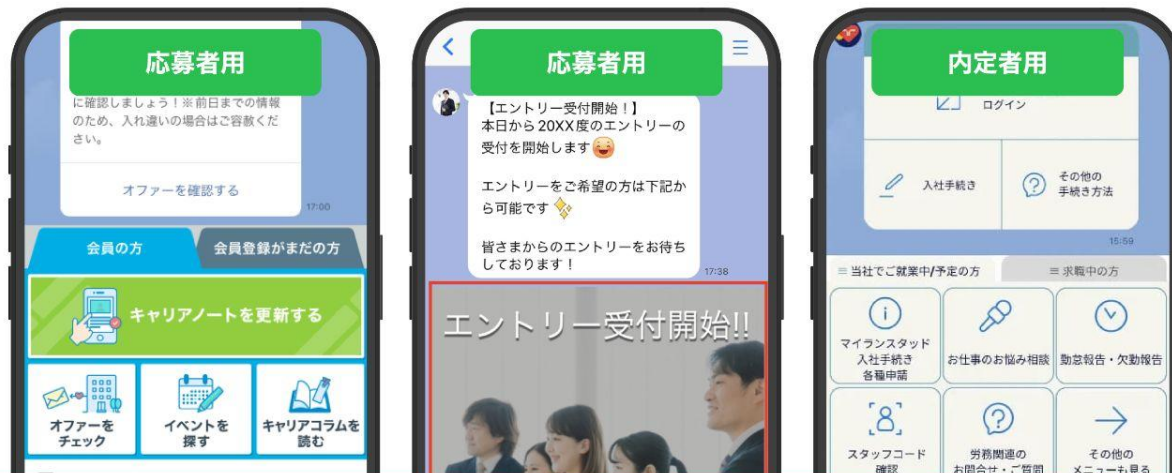 応募者用
に確認しましょう！※前日までの情報
のため、入れ違いの場合はご容赦くだ
さい。
オファーを確認する
17:00
会員の方
会員登録がまだの方
キャリアノートを更新する
オファーを
チェック
イベントを
探す
キャリアコラムを
読む
応募者用
【エントリー受付開始！】
本日から20XX度のエントリーの
受付を開始します
エントリーをご希望の方は下記か
ら可能です
皆さまからのエントリーをお待ち
しております！
17:38
エントリー受付開始!!
内定者用
ログイン
入社手続き
その他の
手続き方法
15:59
当社でご就業中/予定の方
求職中の方
マイランスタッド
入社手続き
各種申請
お仕事のお悩み相談
勤怠報告・欠勤報告
スタッフコード
確認
労務関連の
お問合せ・ご質問
その他の
メニューも見る